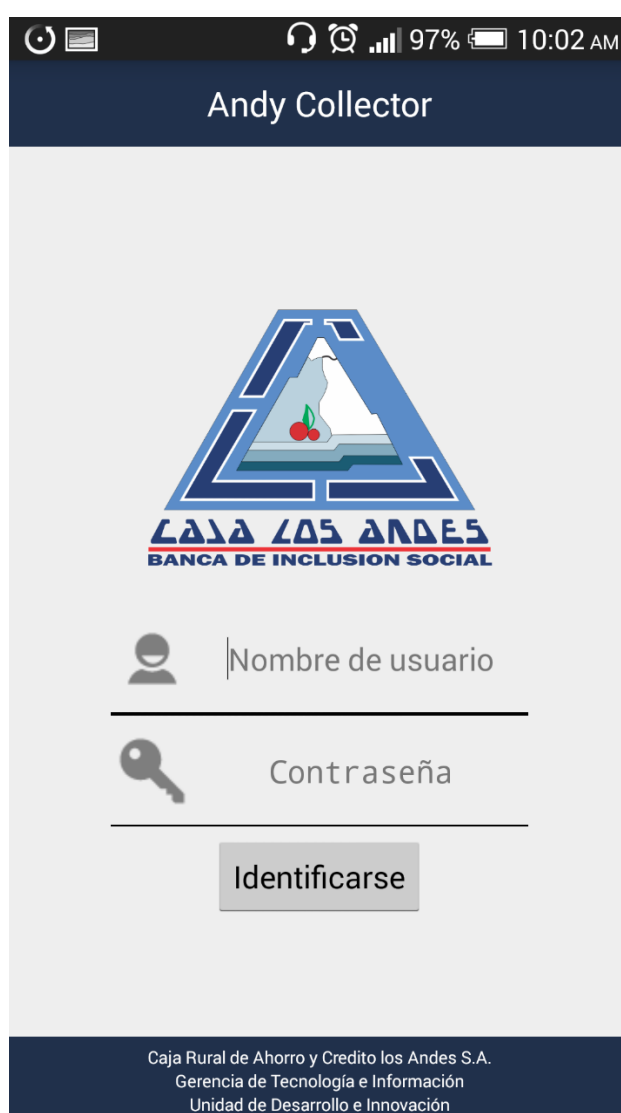 97% 10:02 AM
Andy Collector
CAJA LOS ANDES
BANCA DE INCLUSION SOCIAL
Nombre de usuario
Contraseña
Identificarse
Caja Rural de Ahorro y Credito los Andes S.A.
Gerencia de Tecnología e Información
Unidad de Desarrollo e Innovación